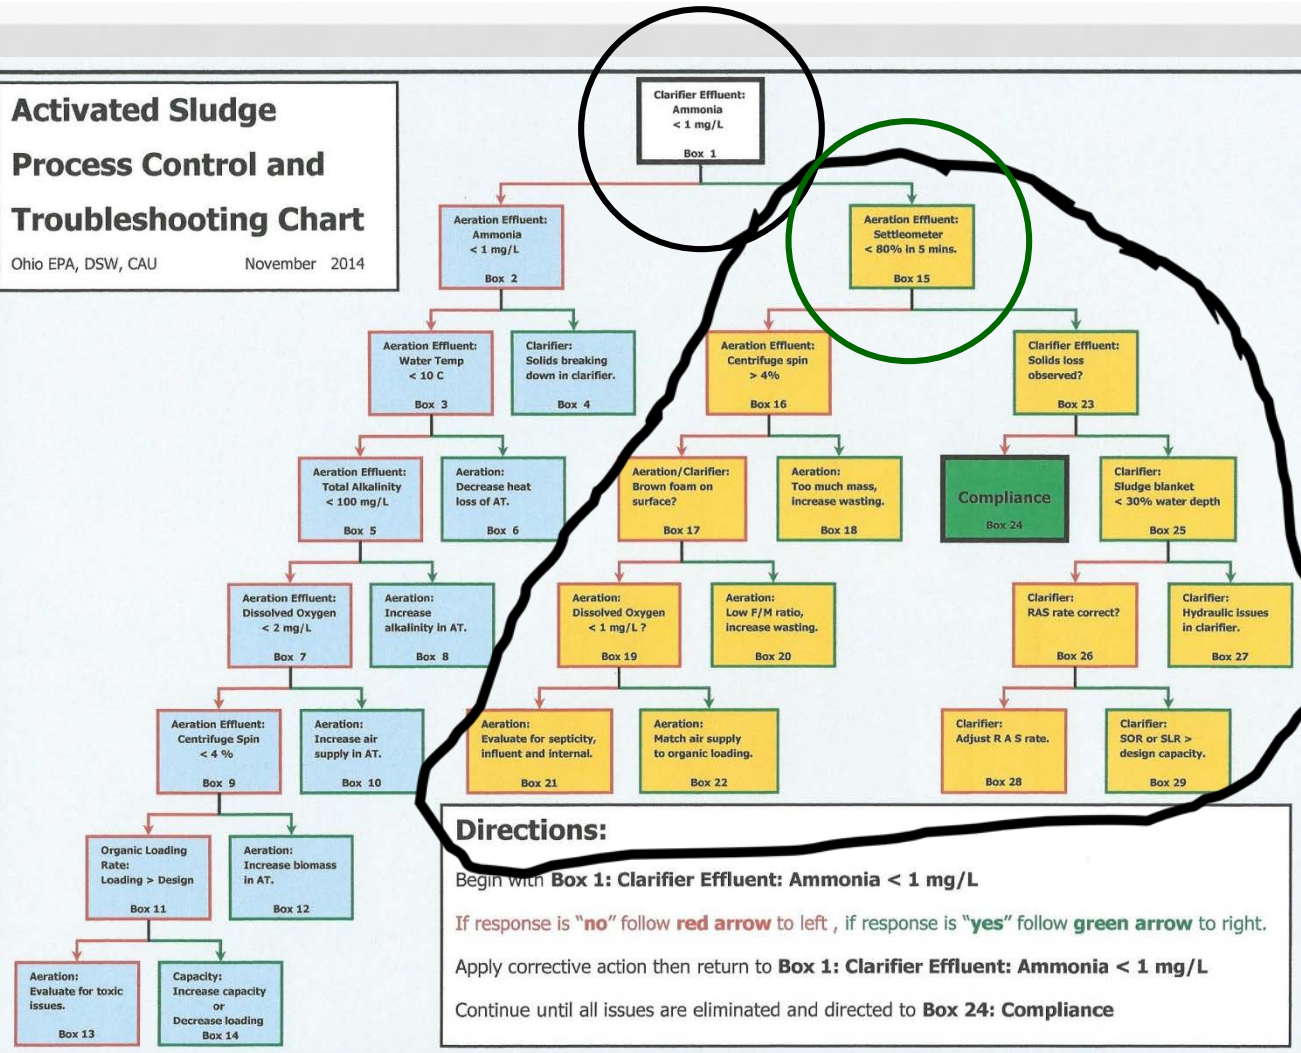 Activated Sludge
Process Control and
Troubleshooting Chart
Ohio EPA, DSW, CAU November 2014
Clarifier Effluent:
Ammonia
< 1 mg/L
Box 1
Aeration Effluent:
Ammonia
< 1 mg/L
Box 2
Aeration Effluent:
Settleometer
< 80% in 5 mins.
Box 15
Aeration Effluent:
Water Temp
< 10 C
Box 3
Clarifier:
Solids breaking
down in clarifier.
Box 4
Aeration Effluent:
Centrifuge spin
> 4%
Box 16
Clarifier Effluent:
Solids loss
observed?
Box 23
Aeration Effluent:
Total Alkalinity
< 100 mg/L
Box 5
Aeration:
Decrease heat
loss of AT.
Box 6
Aeration/Clarifier:
Brown foam on
surface?
Box 17
Aeration:
Too much mass,
increase wasting.
Box 18
Compliance
Box 24
Clarifier:
Sludge blanket
< 30% water depth
Box 25
Aeration Effluent:
Dissolved Oxygen
< 2 mg/L
Box 7
Aeration:
Increase
alkalinity in AT.
Box 8
Aeration:
Dissolved Oxygen
< 1 mg/L ?
Box 19
Aeration:
Low F/M ratio,
increase wasting.
Box 20
Clarifier:
RAS rate correct?
Box 26
Clarifier:
Hydraulic issues
in clarifier.
Box 27
Aeration Effluent:
Centrifuge Spin
< 4 %
Box 9
Aeration:
Increase air
supply in AT.
Box 10
Aeration:
Evaluate for septicity,
influent and internal.
Box 21
Aeration:
Match air supply
to organic loading.
Box 22
Clarifier:
Adjust R A S rate.
Box 28
Clarifier:
SOR or SLR >
design capacity.
Box 29
Organic Loading
Rate:
Loading > Design
Box 11
Aeration:
Increase biomass
in AT.
Box 12
Aeration:
Evaluate for toxic
issues.
Box 13
Capacity:
Increase capacity
or
Decrease loading
Box 14
Directions:
Begin with Box 1: Clarifier Effluent: Ammonia < 1 mg/L
If response is "no" follow red arrow to left , if response is "yes" follow green arrow to right.
Apply corrective action then return to Box 1: Clarifier Effluent: Ammonia < 1 mg/L
Continue until all issues are eliminated and directed to Box 24: Compliance